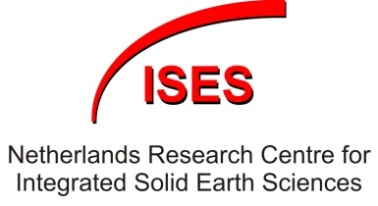 ISES
Netherlands Research Centre for
Integrated Solid Earth Sciences